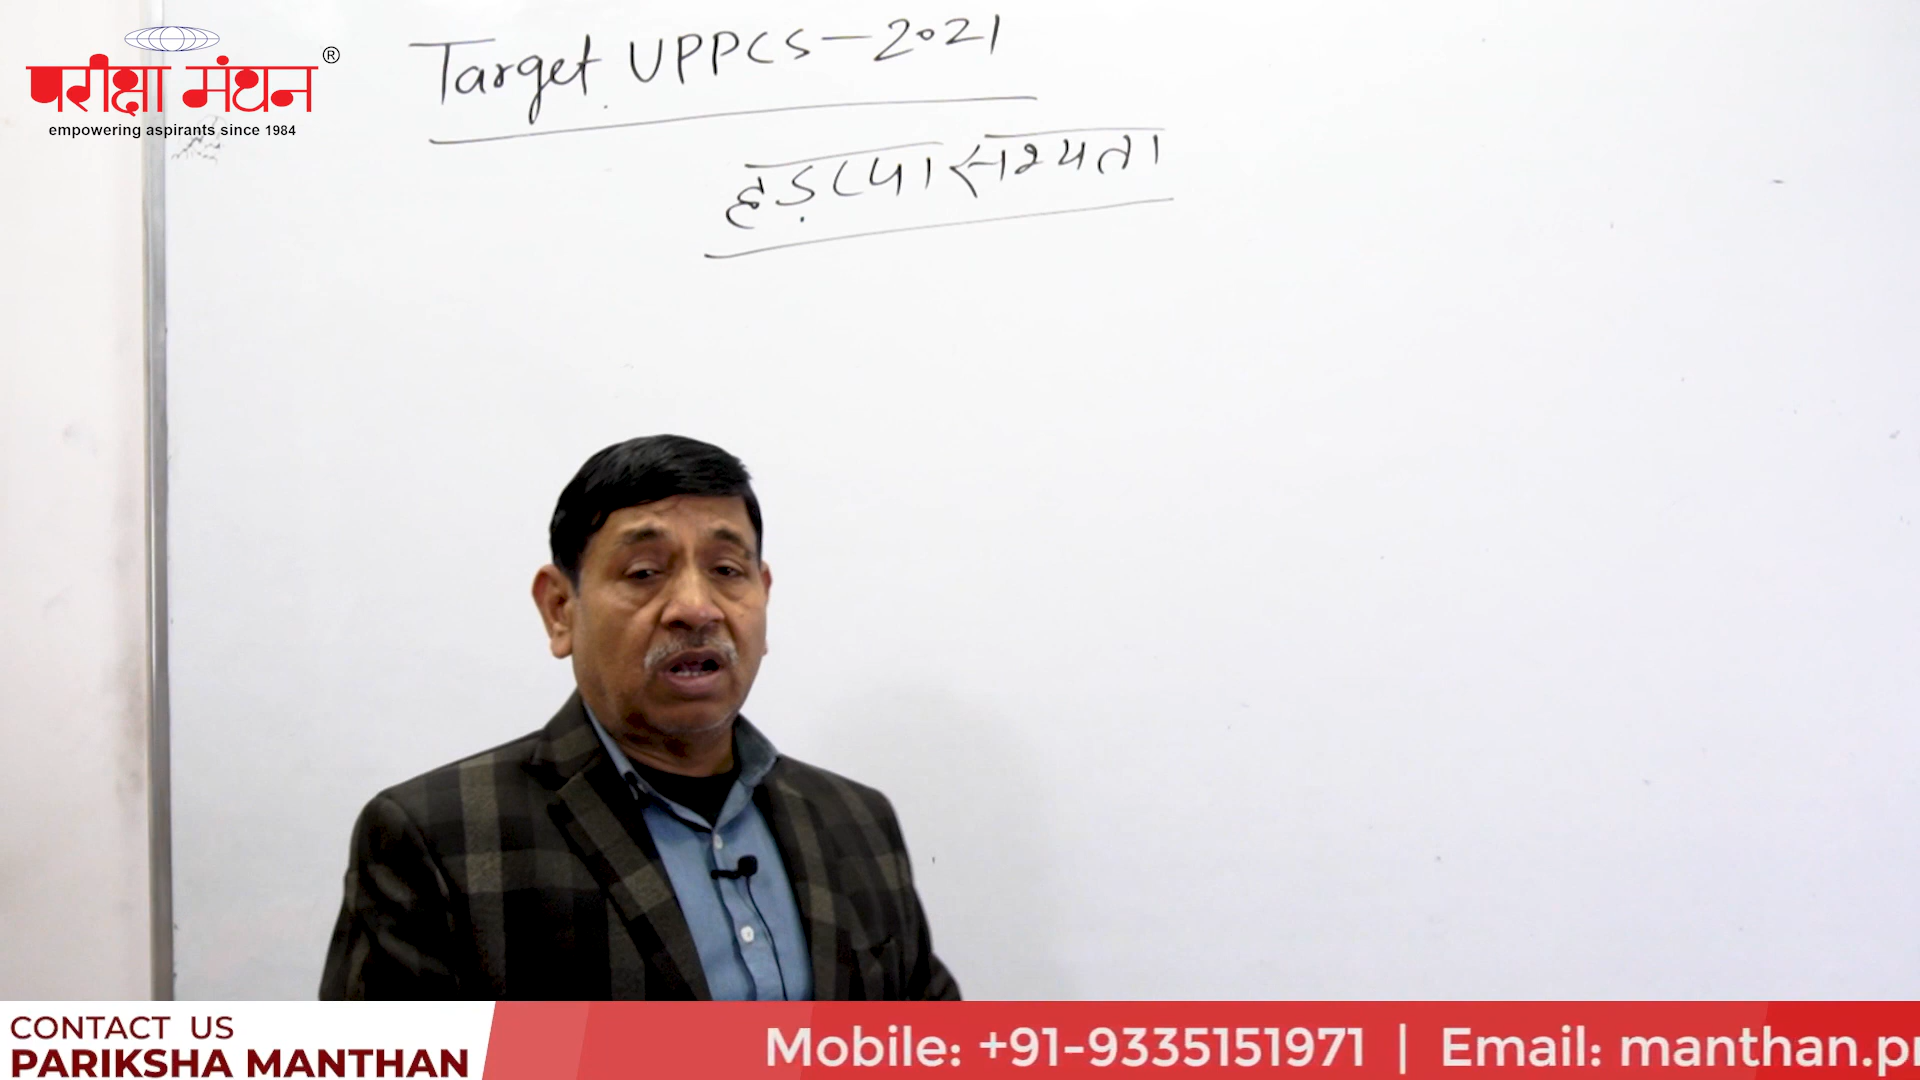 परीक्षा मंथन ®
empowering aspirants since 1984
Target UPPCS-2021
हड़प्पा सभ्यता
CONTACT US
PARIKSHA MANTHAN
Mobile: +91-9335151971 | Email: manthan.pr